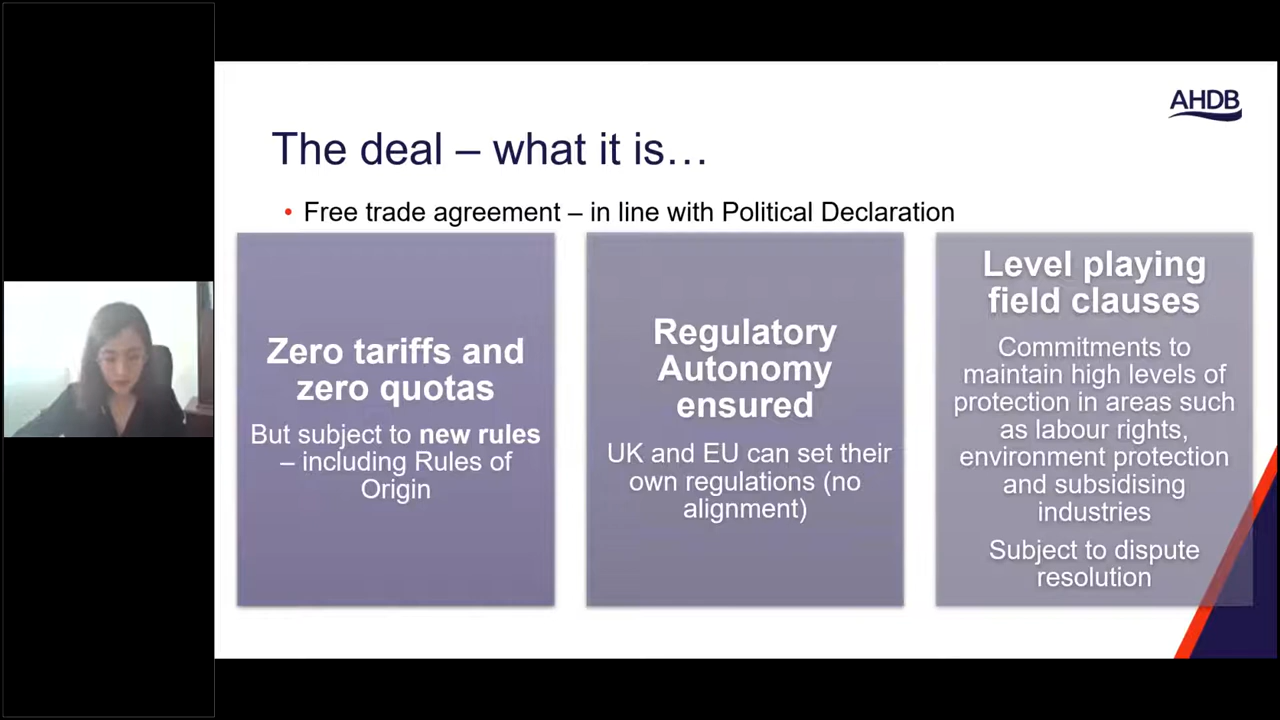 AHDB
The deal – what it is…
• Free trade agreement – in line with Political Declaration
Zero tariffs and
zero quotas
But subject to new rules
– including Rules of
Origin
Regulatory
Autonomy
ensured
UK and EU can set their
own regulations (no
alignment)
Level playing
field clauses
Commitments to
maintain high levels of
protection in areas such
as labour rights,
environment protection
and subsidising
industries
Subject to dispute
resolution